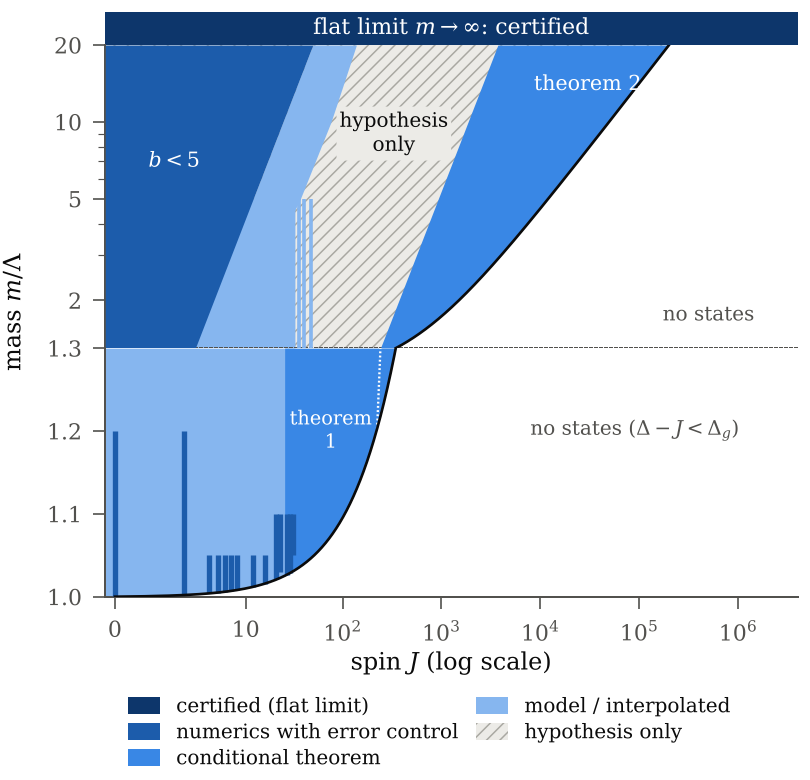 flat limit m → ∞: certified
20
10
5
2
1.3
1.2
1.1
1.0
mass m/Λ
b < 5
hypothesis
only
theorem 2
no states
theorem
1
no states (Δ − J < Δ_g)
0
10
10²
10³
10⁴
10⁵
10⁶
spin J (log scale)
certified (flat limit)
numerics with error control
conditional theorem
model / interpolated
hypothesis only